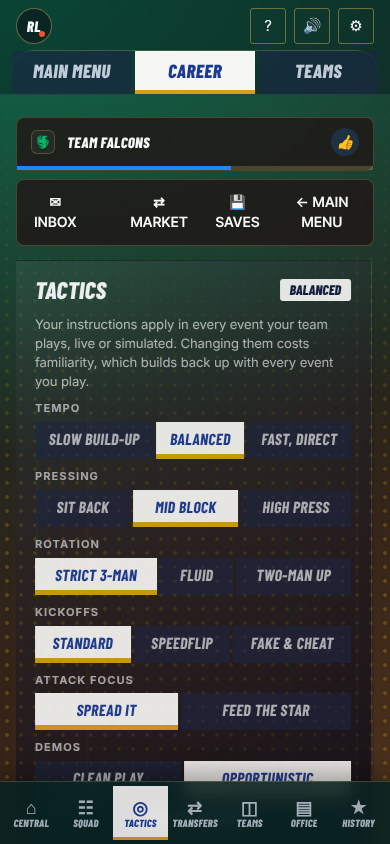 RL
?
MAIN MENU
CAREER
TEAMS
TEAM FALCONS
INBOX
MARKET
SAVES
← MAIN
MENU
TACTICS
BALANCED
Your instructions apply in every event your team
plays, live or simulated. Changing them costs
familiarity, which builds back up with every event
you play.
TEMPO
SLOW BUILD-UP
BALANCED
FAST, DIRECT
PRESSING
SIT BACK
MID BLOCK
HIGH PRESS
ROTATION
STRICT 3-MAN
FLUID
TWO-MAN UP
KICKOFFS
STANDARD
SPEEDFLIP
FAKE & CHEAT
ATTACK FOCUS
SPREAD IT
FEED THE STAR
DEMOS
CLEAN PLAY
OPPORTUNISTIC
CENTRAL
SQUAD
TACTICS
TRANSFERS
TEAMS
OFFICE
HISTORY